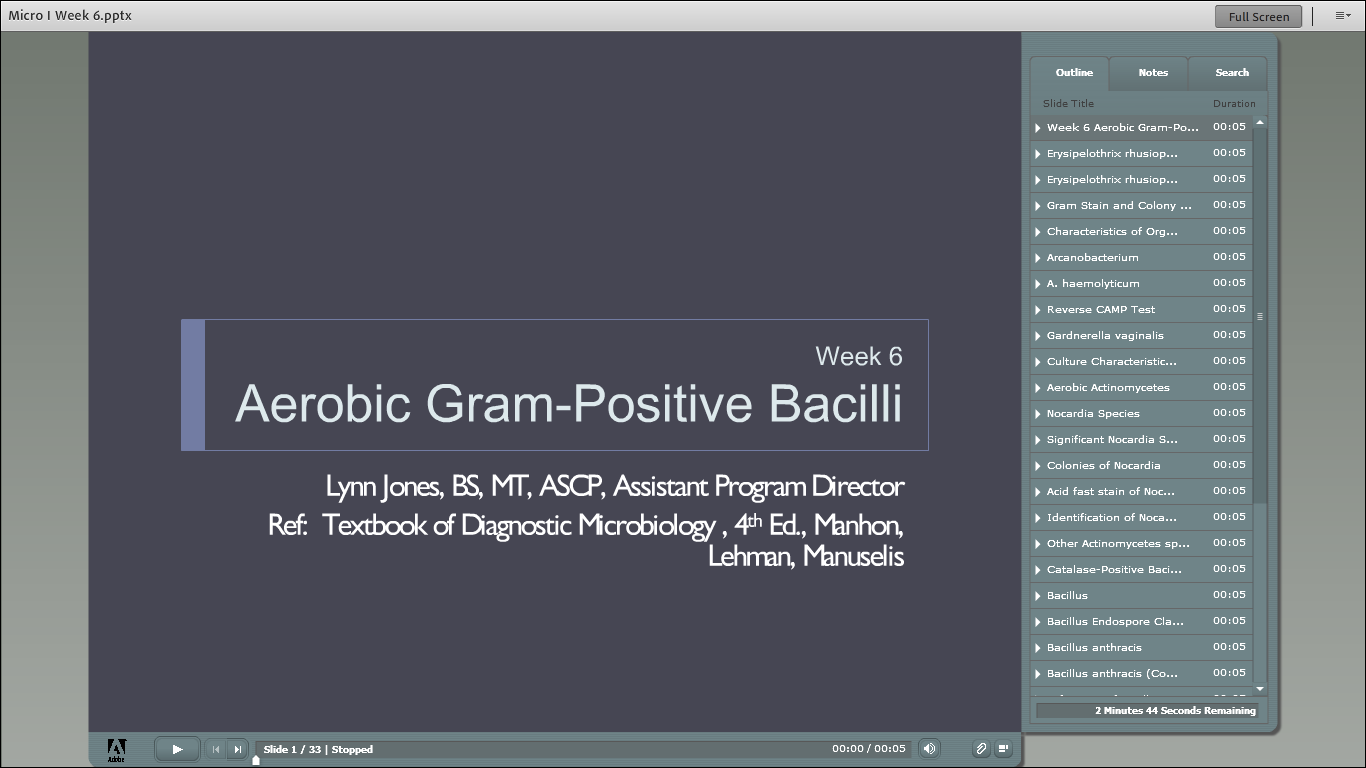 Micro I Week 6.pptx
Full Screen
Week 6
Aerobic Gram-Positive Bacilli
Lynn Jones, BS, MT, ASCP, Assistant Program Director
Ref: Textbook of Diagnostic Microbiology , 4th Ed., Manhon,
Lehman, Manuselis
Outline Notes Search
Slide Title Duration
Week 6 Aerobic Gram-Po... 00:05
Erysipelothrix rhusiop... 00:05
Erysipelothrix rhusiop... 00:05
Gram Stain and Colony ... 00:05
Characteristics of Org... 00:05
Arcanobacterium 00:05
A. haemolyticum 00:05
Reverse CAMP Test 00:05
Gardnerella vaginalis 00:05
Culture Characteristic... 00:05
Aerobic Actinomycetes 00:05
Nocardia Species 00:05
Significant Nocardia S... 00:05
Colonies of Nocardia 00:05
Acid fast stain of Noc... 00:05
Identification of Noca... 00:05
Other Actinomycetes sp... 00:05
Catalase-Positive Baci... 00:05
Bacillus 00:05
Bacillus Endospore Cla... 00:05
Bacillus anthracis 00:05
Bacillus anthracis (Co... 00:05
2 Minutes 44 Seconds Remaining
Adobe
Slide 1 / 33 | Stopped 00:00 / 00:05